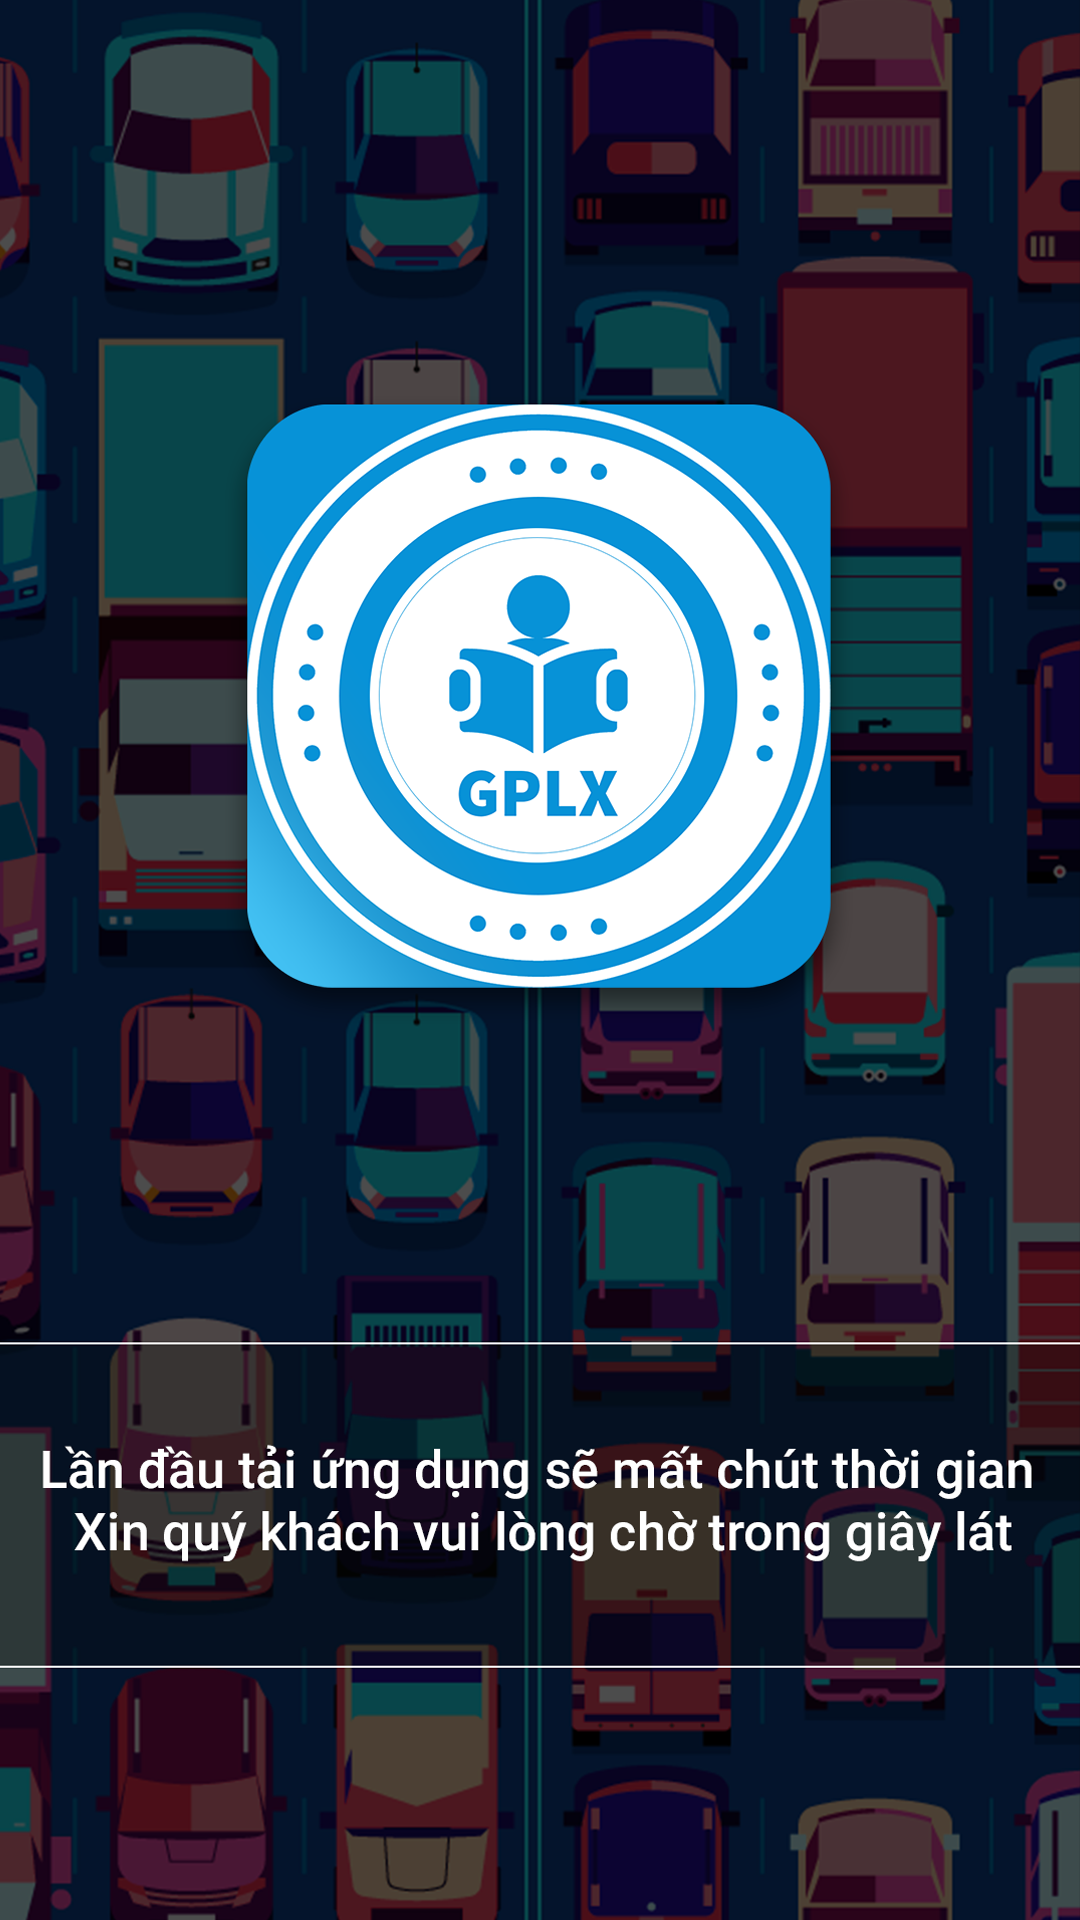 GPLX
Lần đầu tải ứng dụng sẽ mất chút thời gian
Xin quý khách vui lòng chờ trong giây lát